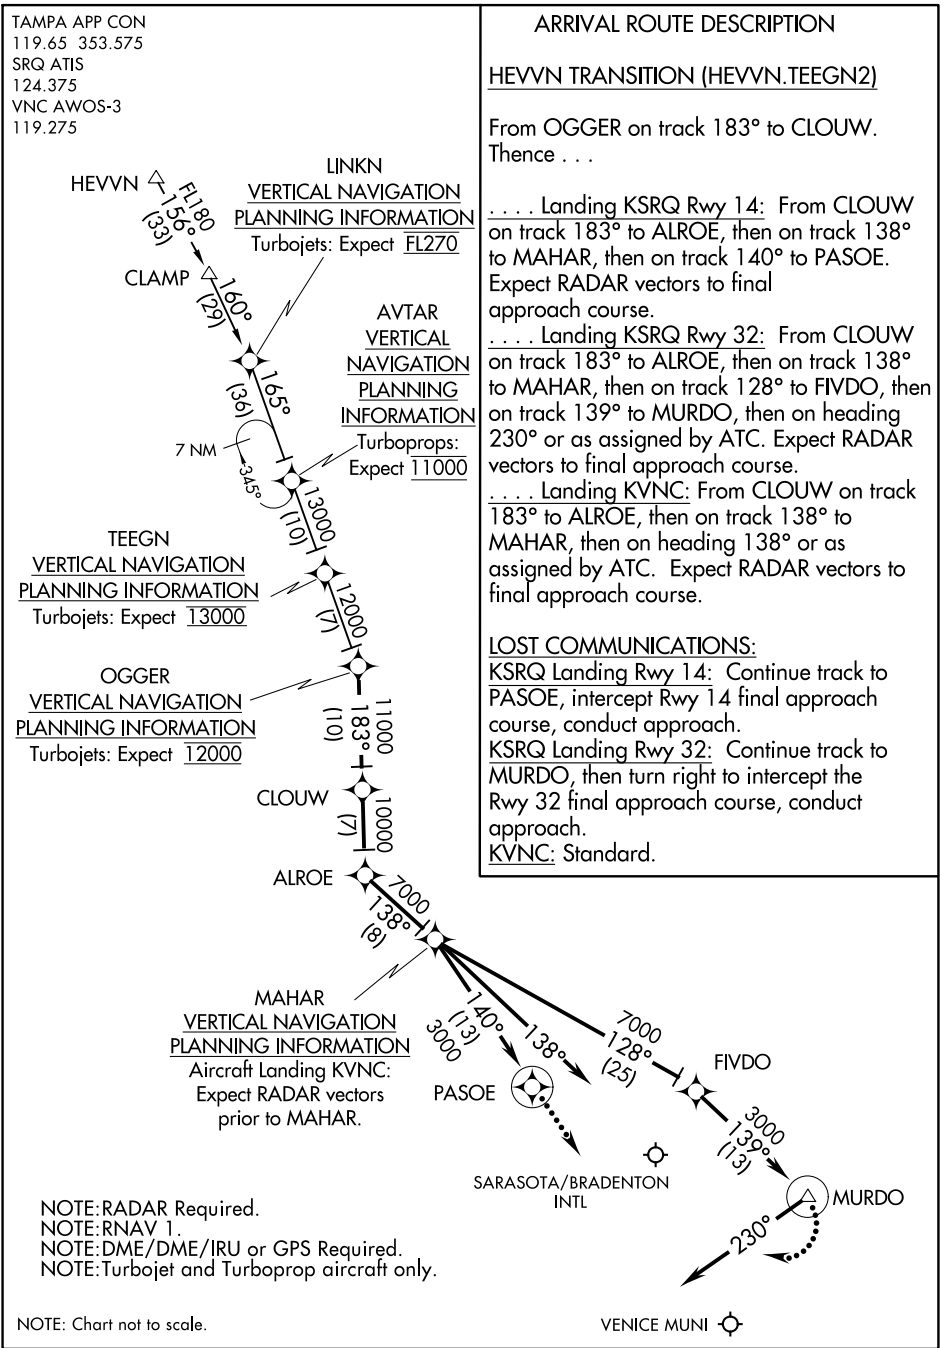 TAMPA APP CON
119.65 353.575
SRQ ATIS
124.375
VNC AWOS-3
119.275
HEVVN
FL180
156°
(33)
CLAMP
160°
(29)
LINKN
VERTICAL NAVIGATION
PLANNING INFORMATION
Turbojets: Expect FL270
165°
(36)
AVTAR
VERTICAL
NAVIGATION
PLANNING
INFORMATION
Turboprops:
Expect 11000
7 NM
345°
13000
(10)
TEEGN
VERTICAL NAVIGATION
PLANNING INFORMATION
Turbojets: Expect 13000
12000
(7)
OGGER
VERTICAL NAVIGATION
PLANNING INFORMATION
Turbojets: Expect 12000
11000
183°
(10)
CLOUW
10000
(7)
ALROE
7000
138°
(8)
MAHAR
VERTICAL NAVIGATION
PLANNING INFORMATION
Aircraft Landing KVNC:
Expect RADAR vectors
prior to MAHAR.
140°
(13)
3000
138°
7000
128°
(25)
PASOE
FIVDO
3000
139°
(13)
SARASOTA/BRADENTON
INTL
MURDO
230°
VENICE MUNI
NOTE: RADAR Required.
NOTE: RNAV 1.
NOTE: DME/DME/IRU or GPS Required.
NOTE: Turbojet and Turboprop aircraft only.
NOTE: Chart not to scale.
ARRIVAL ROUTE DESCRIPTION
HEVVN TRANSITION (HEVVN.TEEGN2)
From OGGER on track 183° to CLOUW.
Thence . . .
. . . . Landing KSRQ Rwy 14: From CLOUW
on track 183° to ALROE, then on track 138°
to MAHAR, then on track 140° to PASOE.
Expect RADAR vectors to final
approach course.
. . . . Landing KSRQ Rwy 32: From CLOUW
on track 183° to ALROE, then on track 138°
to MAHAR, then on track 128° to FIVDO, then
on track 139° to MURDO, then on heading
230° or as assigned by ATC. Expect RADAR
vectors to final approach course.
. . . . Landing KVNC: From CLOUW on track
183° to ALROE, then on track 138° to
MAHAR, then on heading 138° or as
assigned by ATC. Expect RADAR vectors to
final approach course.
LOST COMMUNICATIONS:
KSRQ Landing Rwy 14: Continue track to
PASOE, intercept Rwy 14 final approach
course, conduct approach.
KSRQ Landing Rwy 32: Continue track to
MURDO, then turn right to intercept the
Rwy 32 final approach course, conduct
approach.
KVNC: Standard.